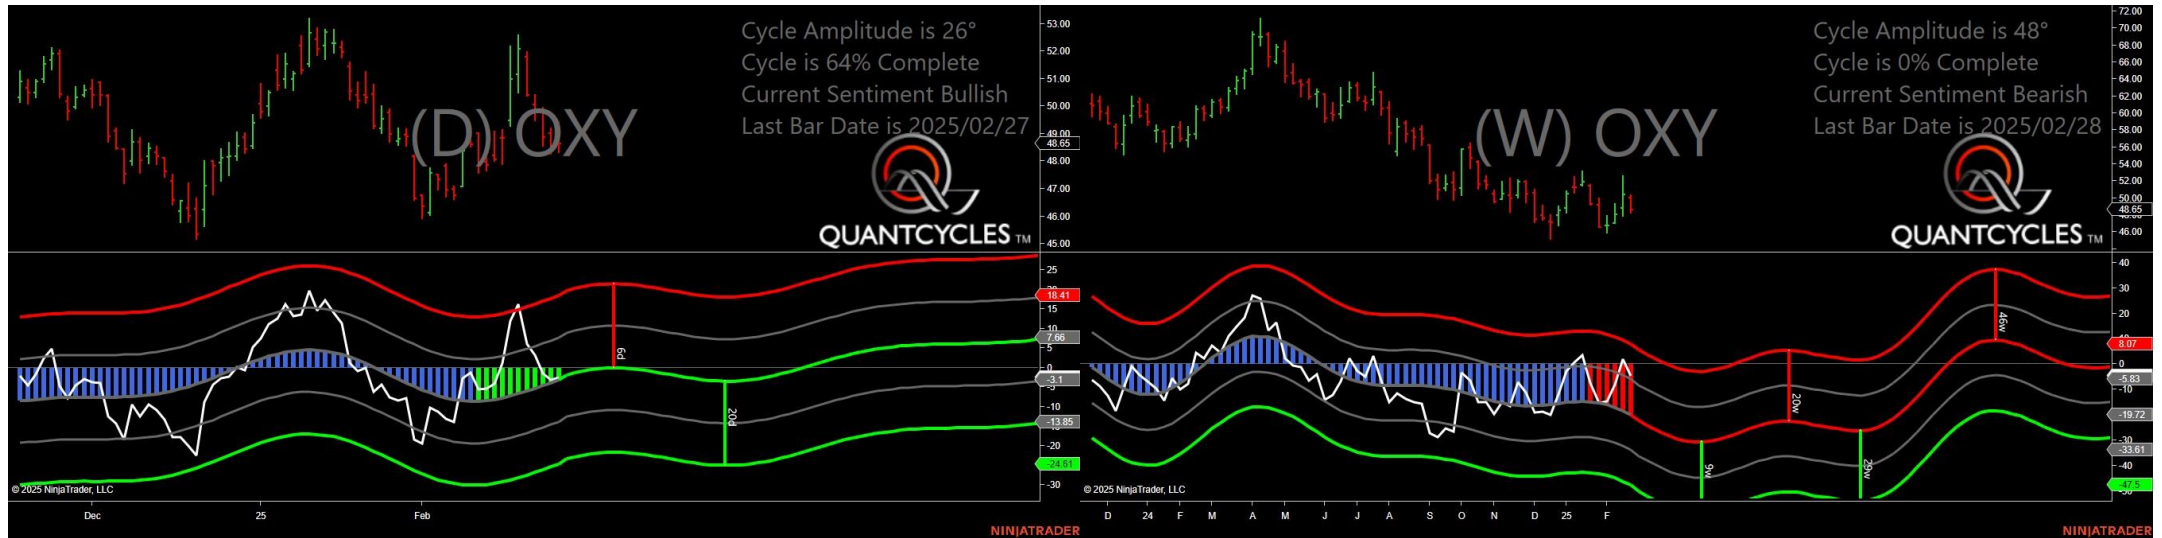 Cycle Amplitude is 26°
Cycle is 64% Complete
Current Sentiment Bullish
Last Bar Date is 2025/02/27
(D) OXY
QUANTCYCLES TM
53.00
52.00
51.00
50.00
49.00
48.65
48.00
47.00
46.00
45.00
25
18.41
15
10
7.66
5
0
-3.1
-10
-13.85
-20
-24.61
-30
6d
20d
© 2025 NinjaTrader, LLC
Dec
25
Feb
NINJATRADER
Cycle Amplitude is 48°
Cycle is 0% Complete
Current Sentiment Bearish
Last Bar Date is 2025/02/28
(W) OXY
QUANTCYCLES TM
72.00
70.00
68.00
66.00
64.00
62.00
60.00
58.00
56.00
54.00
52.00
50.00
48.65
46.00
40
30
20
8.07
0
-5.83
-10
-19.72
-30
-33.61
-40
-47.5
9w
20w
29w
46w
© 2025 NinjaTrader, LLC
D
24
F
M
A
M
J
J
A
S
O
N
D
25
F
NINJATRADER